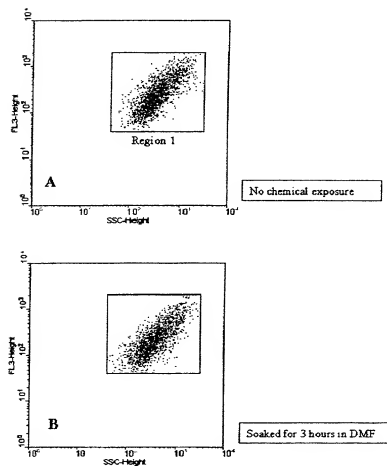 10⁴
10³
10²
10¹
10⁰
FL3-Height
Region 1
A
10⁰ 10¹ 10² 10³ 10⁴
SSC-Height
No chemical exposure
10⁴
10³
10²
10¹
10⁰
FL3-Height
B
10⁰ 10¹ 10² 10³ 10⁴
SSC-Height
Soaked for 3 hours in DMF